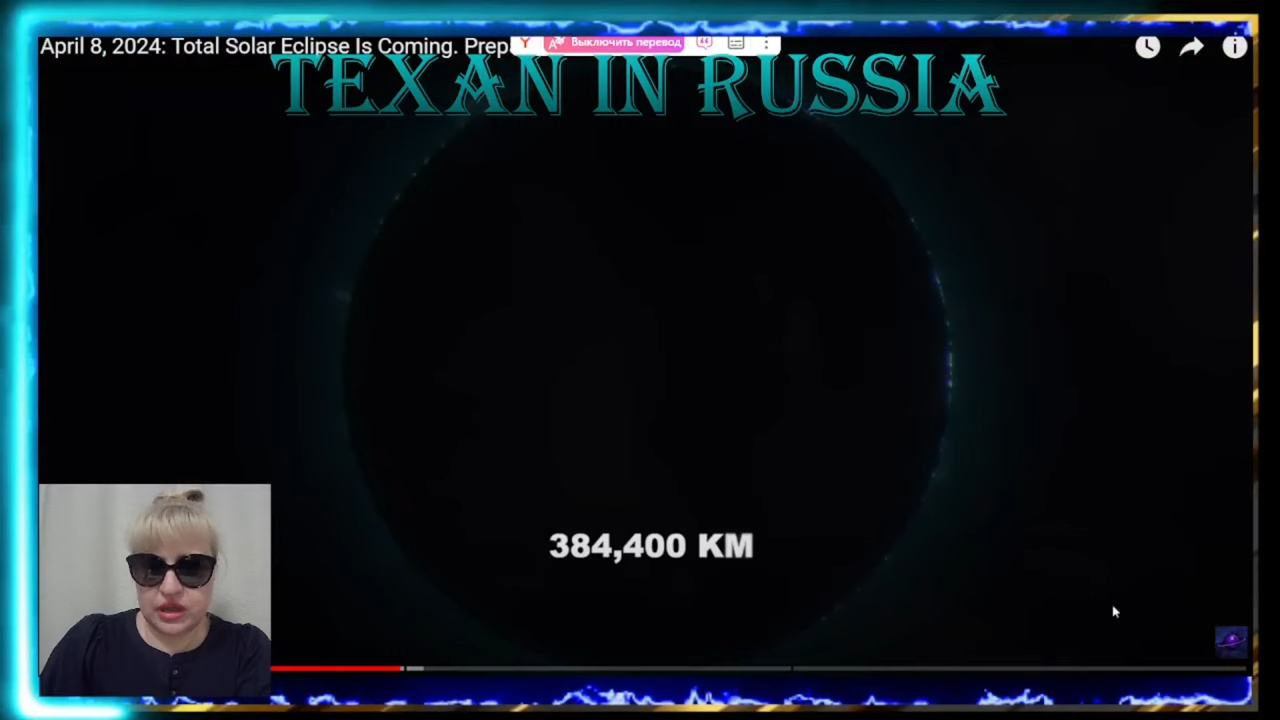 April 8, 2024: Total Solar Eclipse Is Coming. Prep
Выключить перевод
TEXAN IN RUSSIA
384,400 KM